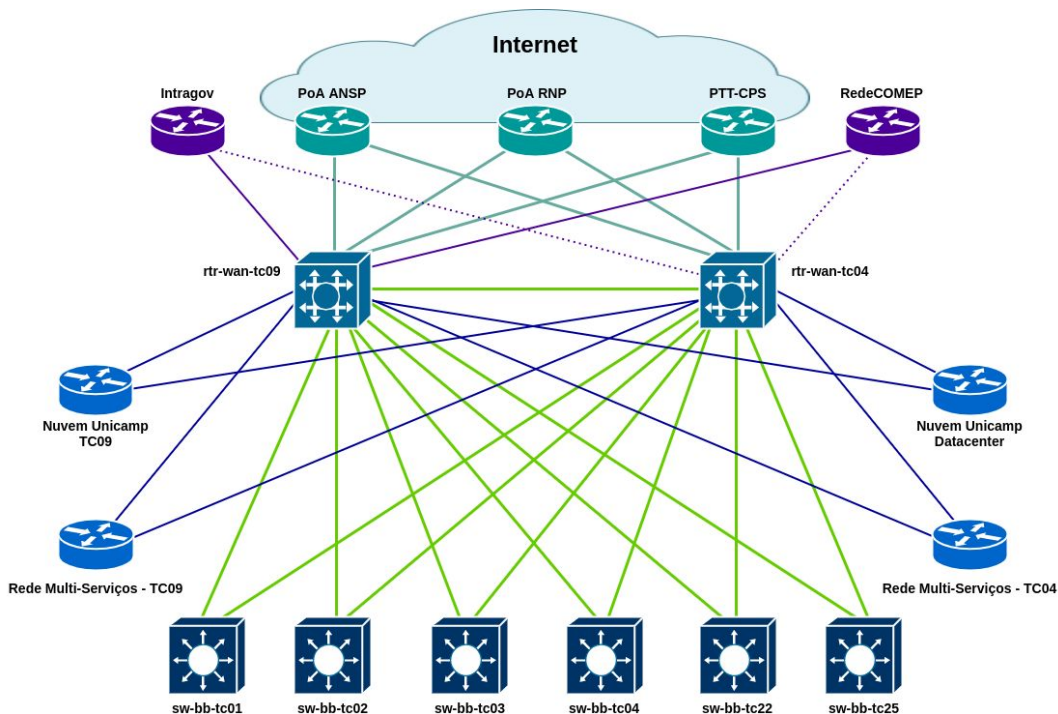 Internet
Intragov
PoA ANSP
PoA RNP
PTT-CPS
RedeCOMEP
rtr-wan-tc09
rtr-wan-tc04
Nuvem Unicamp
TC09
Nuvem Unicamp
Datacenter
Rede Multi-Serviços - TC09
Rede Multi-Serviços - TC04
sw-bb-tc01
sw-bb-tc02
sw-bb-tc03
sw-bb-tc04
sw-bb-tc22
sw-bb-tc25